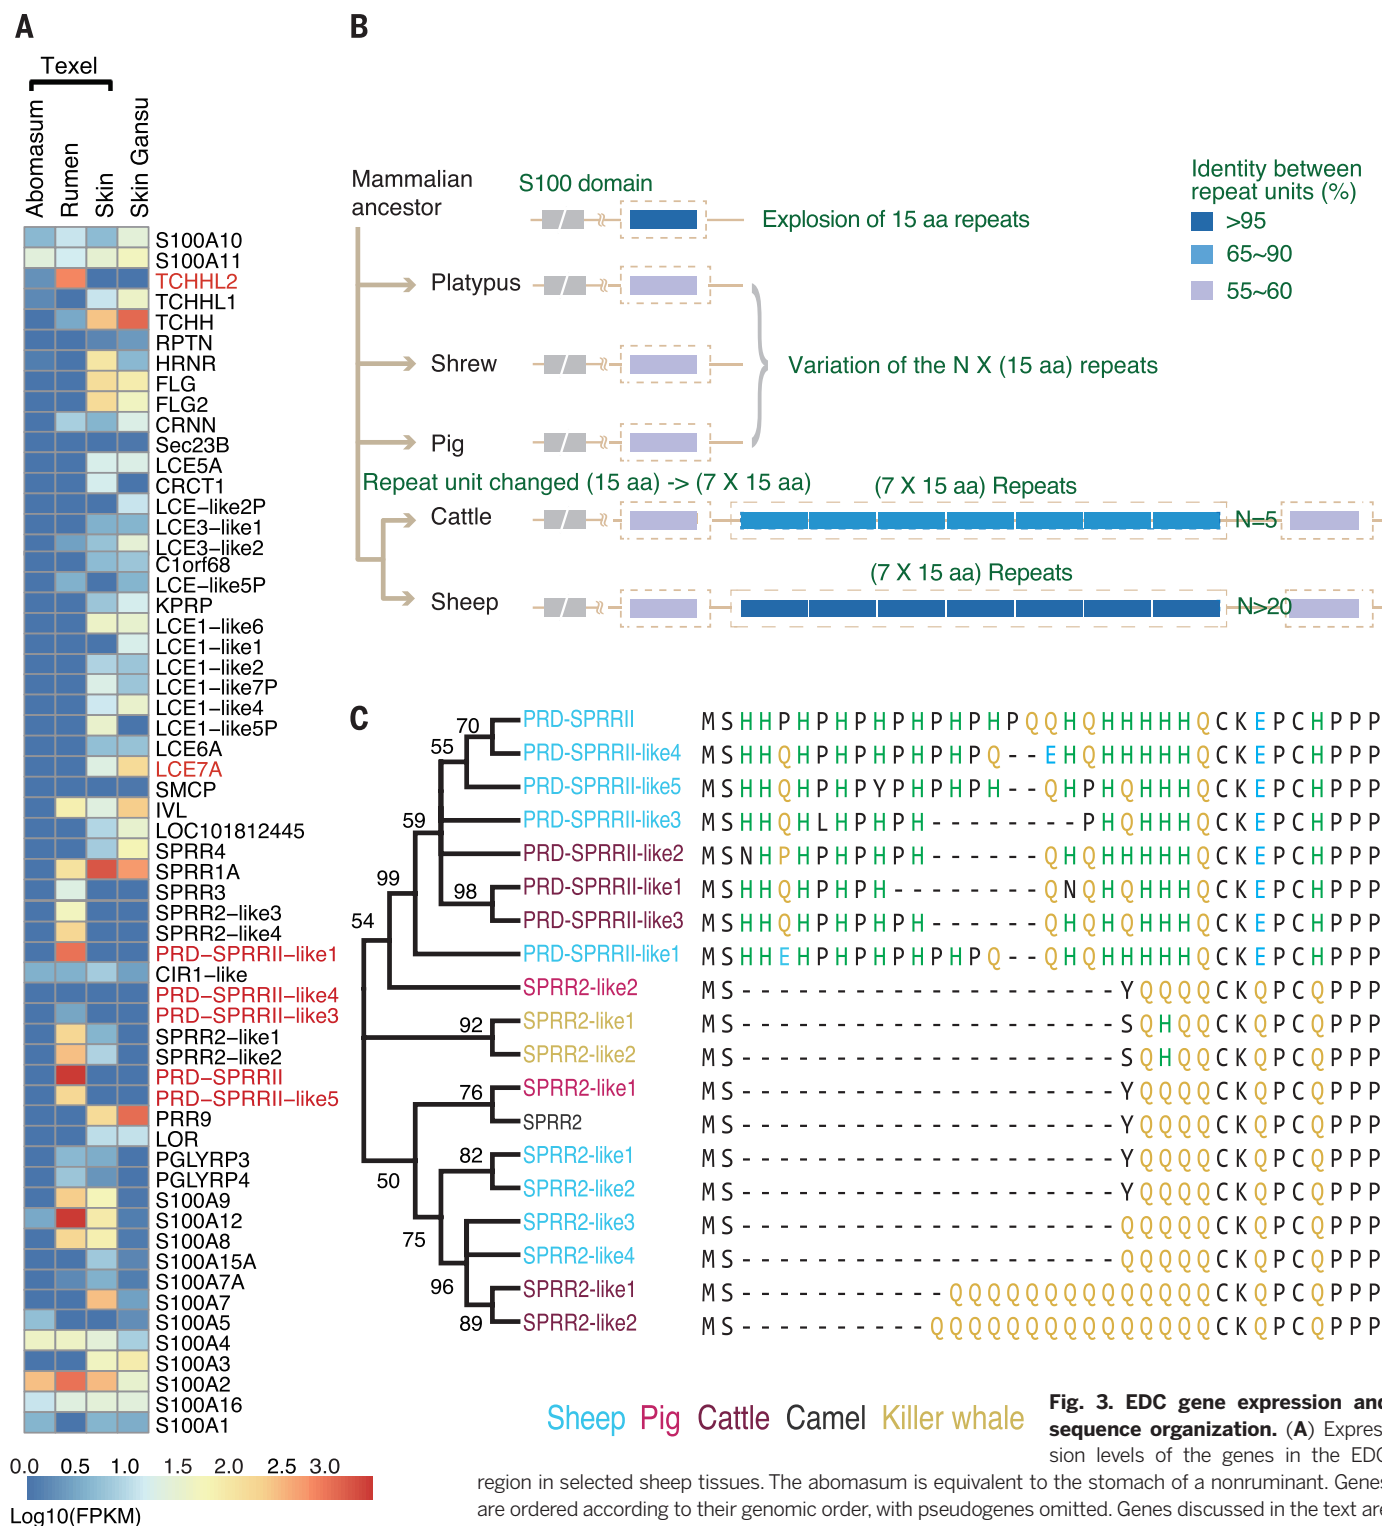 A
Texel
Abomasum
Rumen
Skin
Skin Gansu
S100A10
S100A11
TCHHL2
TCHHL1
TCHH
RPTN
HRNR
FLG
FLG2
CRNN
Sec23B
LCE5A
CRCT1
LCE-like2P
LCE3-like1
LCE3-like2
C1orf68
LCE-like5P
KPRP
LCE1-like6
LCE1-like1
LCE1-like2
LCE1-like7P
LCE1-like4
LCE1-like5P
LCE6A
LCE7A
SMCP
IVL
LOC101812445
SPRR4
SPRR1A
SPRR3
SPRR2-like3
SPRR2-like4
PRD-SPRRII-like1
CIR1-like
PRD-SPRRII-like4
PRD-SPRRII-like3
SPRR2-like1
SPRR2-like2
PRD-SPRRII
PRD-SPRRII-like5
PRR9
LOR
PGLYRP3
PGLYRP4
S100A9
S100A12
S100A8
S100A15A
S100A7A
S100A7
S100A5
S100A4
S100A3
S100A2
S100A16
S100A1
0.0 0.5 1.0 1.5 2.0 2.5 3.0
Log10(FPKM)
B
Mammalian
ancestor
S100 domain
Explosion of 15 aa repeats
Identity between
repeat units (%)
>95
65~90
55~60
Platypus
Shrew
Variation of the N X (15 aa) repeats
Pig
Repeat unit changed (15 aa) -> (7 X 15 aa)
(7 X 15 aa) Repeats
Cattle
N=5
(7 X 15 aa) Repeats
Sheep
N>20
C
70
55
59
99
98
54
92
76
82
50
75
96
89
PRD-SPRRII MSHHPHPHPHPHPHPHPQQHQHHHHHQCKEPCHPPP
PRD-SPRRII-like4 MSHHQHPHPHPHPHPQ--EHQHHHHHQCKEPCHPPP
PRD-SPRRII-like5 MSHHQHPHPYPHPHPH--QHPHQHHHQCKEPCHPPP
PRD-SPRRII-like3 MSHHQHLHPHPH--------PHQHHHQCKEPCHPPP
PRD-SPRRII-like2 MSNHPHPHPHPH------QHQHHHHHQCKEPCHPPP
PRD-SPRRII-like1 MSHHQHPHPH--------QNQHQHHHQCKEPCHPPP
PRD-SPRRII-like3 MSHHQHPHPHPH------QHQHQHHHQCKEPCHPPP
PRD-SPRRII-like1 MSHHEHPHPHPHPHPQ--QHQHHHHHQCKEPCHPPP
SPRR2-like2 MS--------------------YQQQQCKQPCQPPP
SPRR2-like1 MS--------------------SQHQQCKQPCQPPP
SPRR2-like2 MS--------------------SQHQQCKQPCQPPP
SPRR2-like1 MS--------------------YQQQQCKQPCQPPP
SPRR2 MS--------------------YQQQQCKQPCQPPP
SPRR2-like1 MS--------------------YQQQQCKQPCQPPP
SPRR2-like2 MS--------------------YQQQQCKQPCQPPP
SPRR2-like3 MS--------------------QQQQQCKQPCQPPP
SPRR2-like4 MS--------------------QQQQQCKQPCQPPP
SPRR2-like1 MS-----------QQQQQQQQQQQQQQCKQPCQPPP
SPRR2-like2 MS----------QQQQQQQQQQQQQQQCKQPCQPPP
Sheep Pig Cattle Camel Killer whale
Fig. 3. EDC gene expression and
sequence organization. (A) Expres-
sion levels of the genes in the EDC
region in selected sheep tissues. The abomasum is equivalent to the stomach of a nonruminant. Genes
are ordered according to their genomic order, with pseudogenes omitted. Genes discussed in the text are